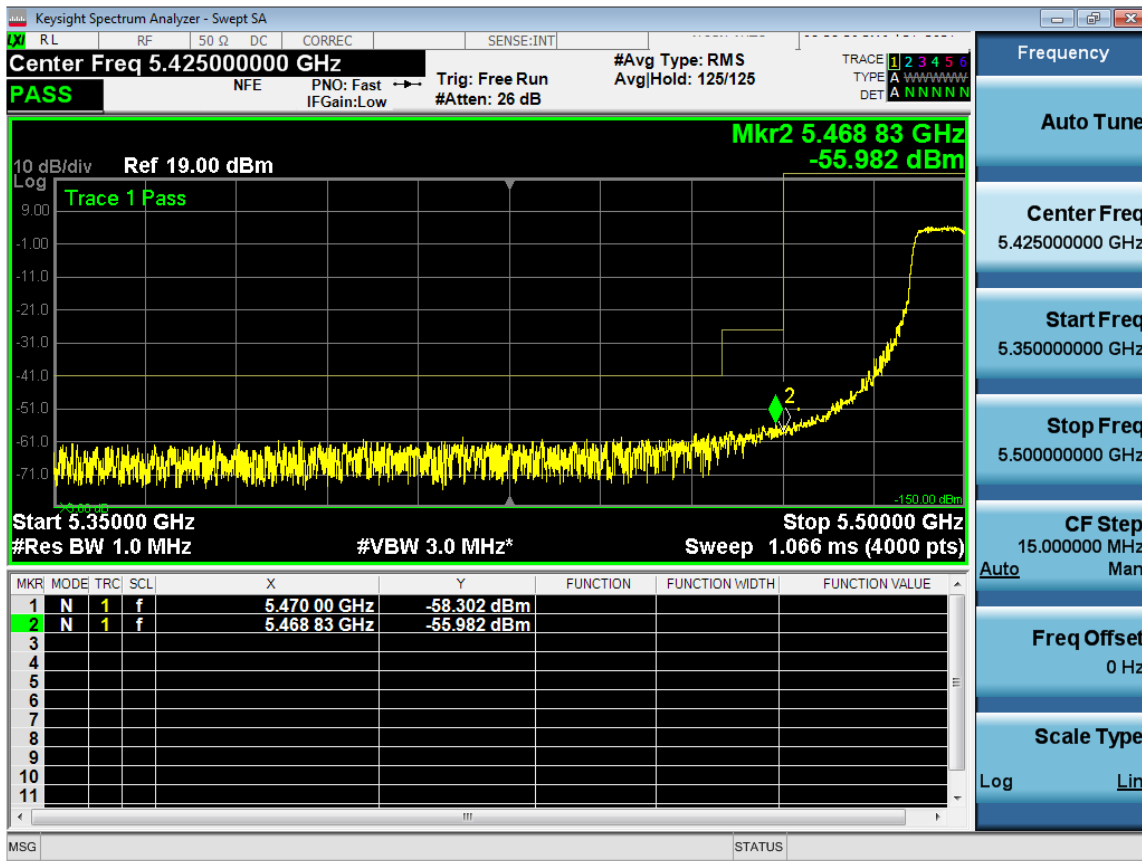 Keysight Spectrum Analyzer - Swept SA
LXI RL RF 50 Ω DC CORREC SENSE:INT
Center Freq 5.425000000 GHz
PASS
NFE PNO: Fast
IFGain:Low
Trig: Free Run
#Atten: 26 dB
#Avg Type: RMS
Avg|Hold: 125/125
TRACE 1 2 3 4 5 6
TYPE A WWWWW
DET A N N N N N
Mkr2 5.468 83 GHz
-55.982 dBm
10 dB/div Ref 19.00 dBm
Log
Trace 1 Pass
9.00
-1.00
-11.0
-21.0
-31.0
-41.0
-51.0
-61.0
-71.0
2
-150.00 dBm
Start 5.35000 GHz Stop 5.50000 GHz
#Res BW 1.0 MHz #VBW 3.0 MHz* Sweep 1.066 ms (4000 pts)
MKR MODE TRC SCL X Y FUNCTION FUNCTION WIDTH FUNCTION VALUE
1 N 1 f 5.470 00 GHz -58.302 dBm
2 N 1 f 5.468 83 GHz -55.982 dBm
3
4
5
6
7
8
9
10
11
MSG STATUS
Frequency
Auto Tune
Center Freq
5.425000000 GHz
Start Freq
5.350000000 GHz
Stop Freq
5.500000000 GHz
CF Step
15.000000 MHz
Auto Man
Freq Offset
0 Hz
Scale Type
Log Lin